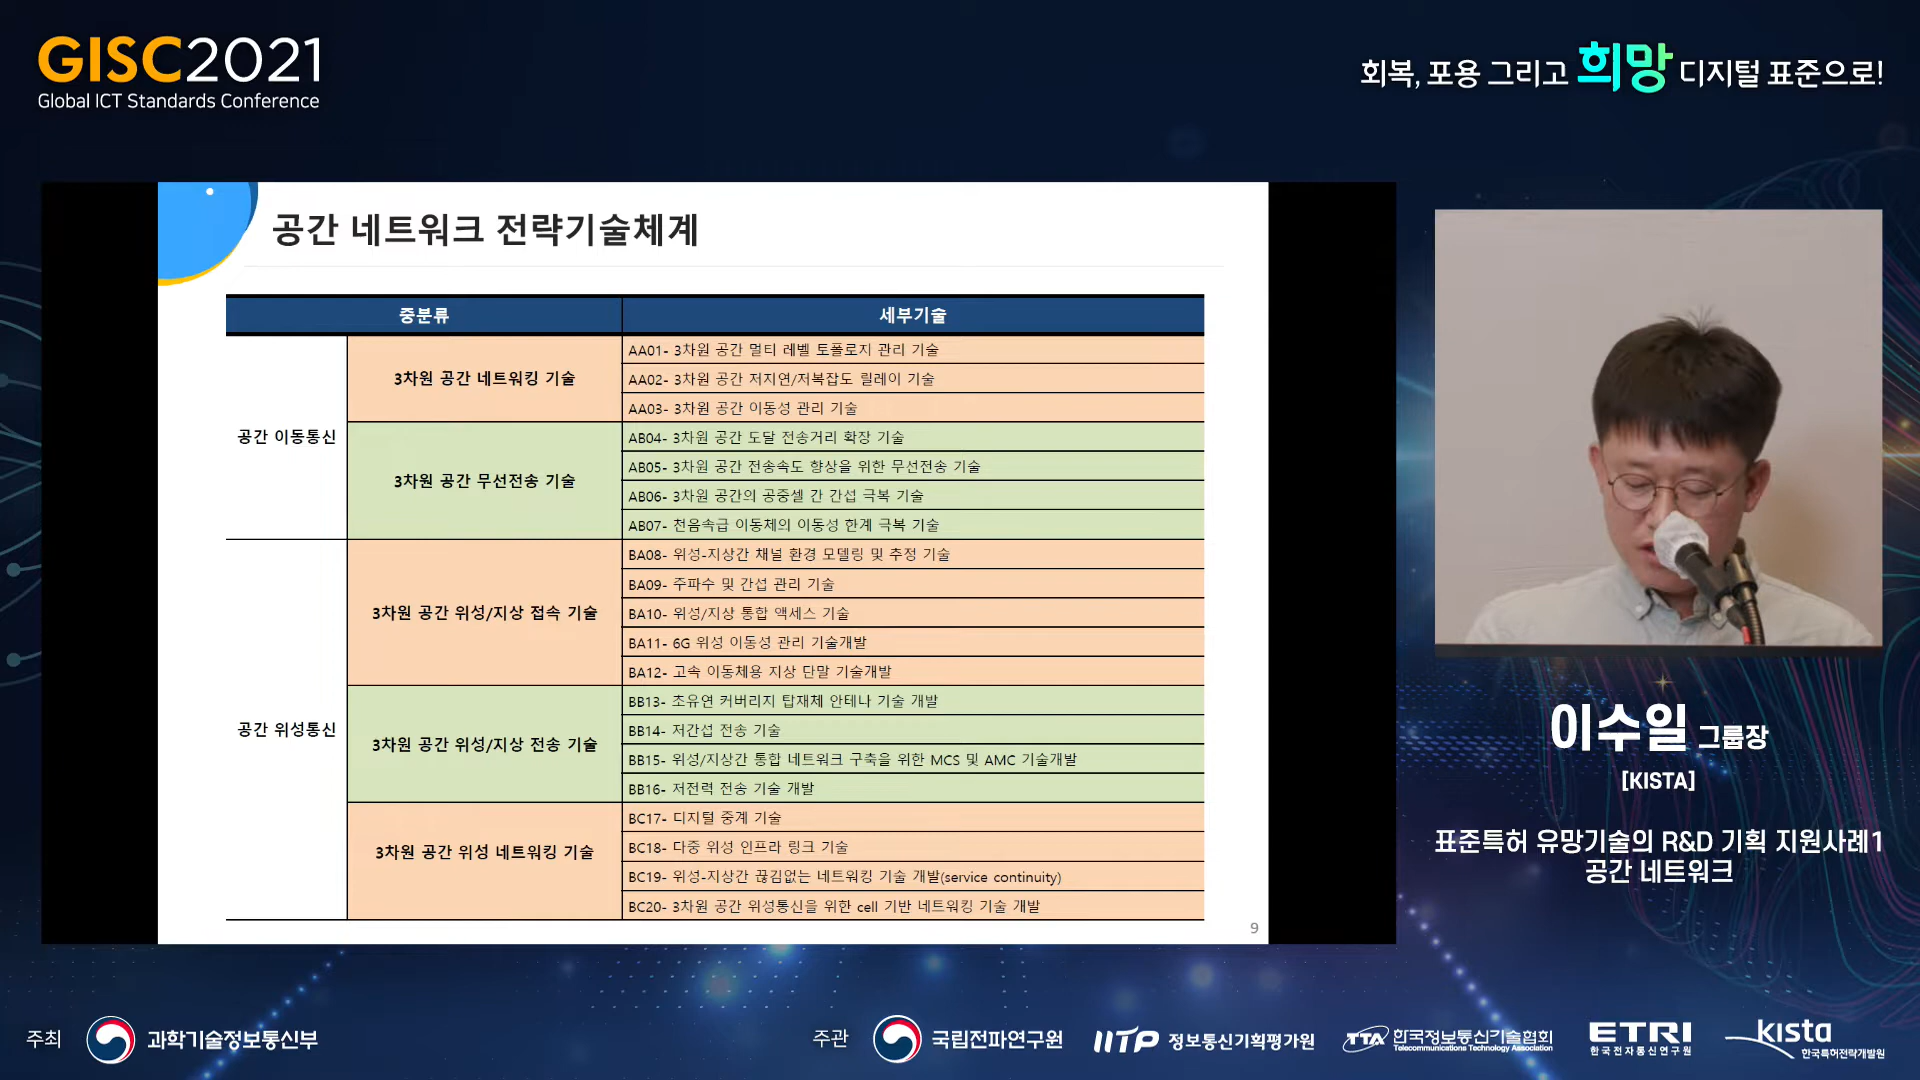 GISC2021
Global ICT Standards Conference
회복, 포용 그리고 희망 디지털 표준으로!
공간 네트워크 전략기술체계
중분류
세부기술
공간 이동통신
3차원 공간 네트워킹 기술
AA01- 3차원 공간 멀티 레벨 토폴로지 관리 기술
AA02- 3차원 공간 저지연/저복잡도 릴레이 기술
AA03- 3차원 공간 이동성 관리 기술
3차원 공간 무선전송 기술
AB04- 3차원 공간 도달 전송거리 확장 기술
AB05- 3차원 공간 전송속도 향상을 위한 무선전송 기술
AB06- 3차원 공간의 공중셀 간 간섭 극복 기술
AB07- 천음속급 이동체의 이동성 한계 극복 기술
공간 위성통신
3차원 공간 위성/지상 접속 기술
BA08- 위성-지상간 채널 환경 모델링 및 추정 기술
BA09- 주파수 및 간섭 관리 기술
BA10- 위성/지상 통합 액세스 기술
BA11- 6G 위성 이동성 관리 기술개발
BA12- 고속 이동체용 지상 단말 기술개발
3차원 공간 위성/지상 전송 기술
BB13- 초유연 커버리지 탑재체 안테나 기술 개발
BB14- 저간섭 전송 기술
BB15- 위성/지상간 통합 네트워크 구축을 위한 MCS 및 AMC 기술개발
BB16- 저전력 전송 기술 개발
3차원 공간 위성 네트워킹 기술
BC17- 디지털 중계 기술
BC18- 다중 위성 인프라 링크 기술
BC19- 위성-지상간 끊김없는 네트워킹 기술 개발(service continuity)
BC20- 3차원 공간 위성통신을 위한 cell 기반 네트워킹 기술 개발
9
이수일 그룹장
[KISTA]
표준특허 유망기술의 R&D 기획 지원사례1
공간 네트워크
주최 과학기술정보통신부
주관 국립전파연구원
IITP 정보통신기획평가원
TTA 한국정보통신기술협회
Telecommunications Technology Association
ETRI
한국전자통신연구원
kista
한국특허전략개발원